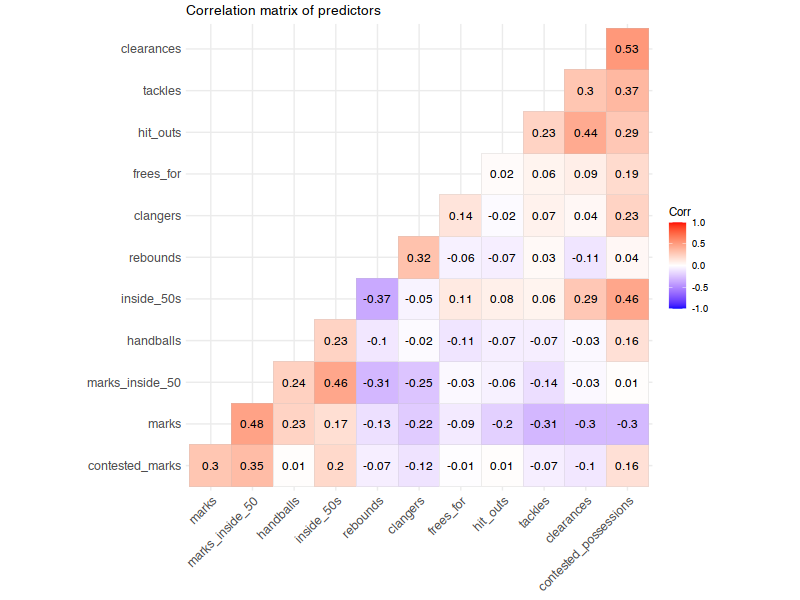 Correlation matrix of predictors
clearances 0.53
tackles 0.3 0.37
hit_outs 0.23 0.44 0.29
frees_for 0.02 0.06 0.09 0.19
clangers 0.14 -0.02 0.07 0.04 0.23
rebounds 0.32 -0.06 -0.07 0.03 -0.11 0.04
inside_50s -0.37 -0.05 0.11 0.08 0.06 0.29 0.46
handballs 0.23 -0.1 -0.02 -0.11 -0.07 -0.07 -0.03 0.16
marks_inside_50 0.24 0.46 -0.31 -0.25 -0.03 -0.06 -0.14 -0.03 0.01
marks 0.48 0.23 0.17 -0.13 -0.22 -0.09 -0.2 -0.31 -0.3 -0.3
contested_marks 0.3 0.35 0.01 0.2 -0.07 -0.12 -0.01 0.01 -0.07 -0.1 0.16
marks
marks_inside_50
handballs
inside_50s
rebounds
clangers
frees_for
hit_outs
tackles
clearances
contested_possessions
Corr
1.0
0.5
0.0
-0.5
-1.0